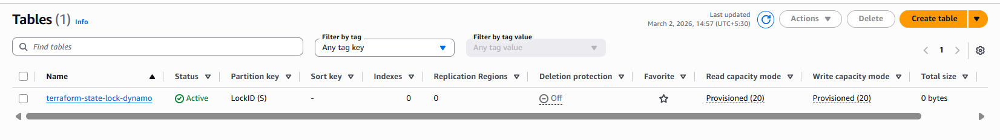 Tables (1) Info
Last updated
March 2, 2026, 14:57 (UTC+5:30)
Actions
Delete
Create table
Find tables
Filter by tag
Any tag key
Filter by tag value
Any tag value
1
Name Status Partition key Sort key Indexes Replication Regions Deletion protection Favorite Read capacity mode Write capacity mode Total size
terraform-state-lock-dynamo Active LockID (S) - 0 0 Off Provisioned (20) Provisioned (20) 0 bytes